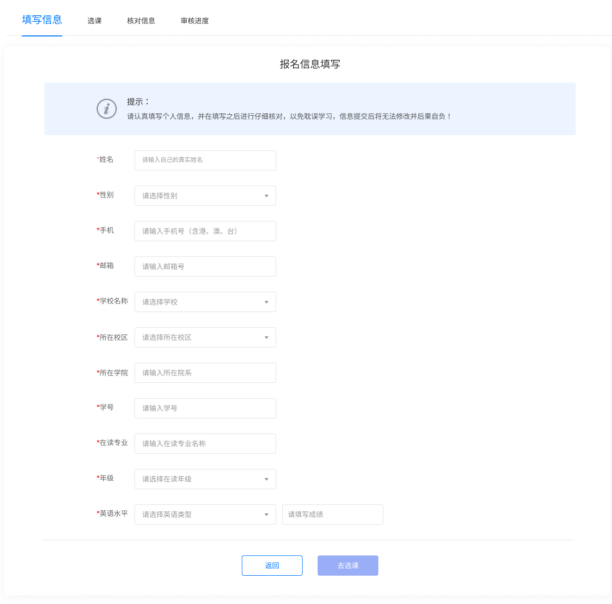 填写信息 选课 核对信息 审核进度
报名信息填写
提示：
请认真填写个人信息，并在填写之后进行仔细核对，以免耽误学习，信息提交后将无法修改并后果自负！
*姓名 请输入自己的真实姓名
*性别 请选择性别
*手机 请输入手机号（含港、澳、台）
*邮箱 请输入邮箱号
*学校名称 请选择学校
*所在校区 请选择所在校区
*所在学院 请输入所在院系
*学号 请输入学号
*在读专业 请输入在读专业名称
*年级 请选择在读年级
*英语水平 请选择英语类型 请填写成绩
返回 去选课